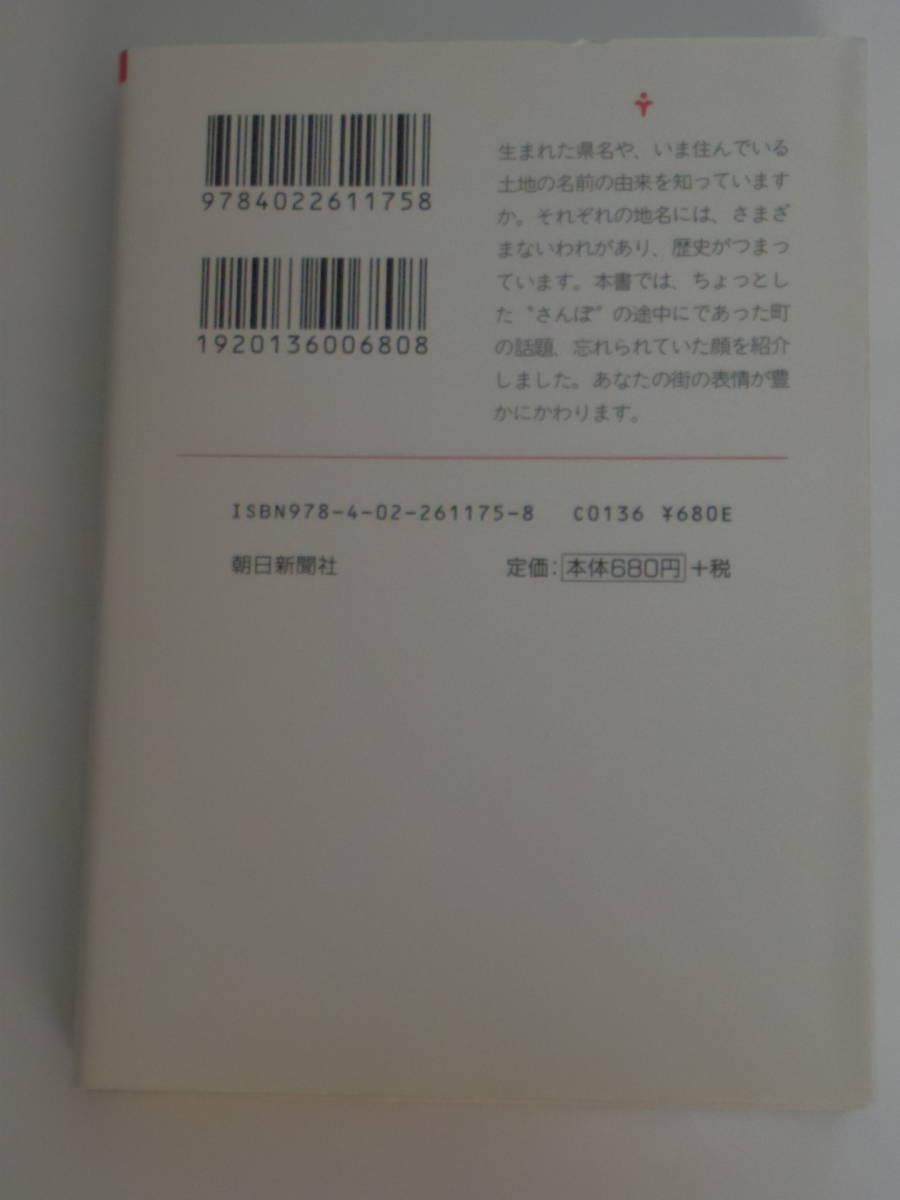 9784022611758
1920136006808
生まれた県名や、いま住んでいる
土地の名前の由来を知っています
か。それぞれの地名には、さまざ
まないわれがあり、歴史がつまっ
ています。本書では、ちょっとし
た〝さんぽ〟の途中にであった町
の話題、忘れられていた顔を紹介
しました。あなたの街の表情が豊
かにかわります。
ISBN978-4-02-261175-8 C0136 ¥680E
朝日新聞社 定価：本体680円+税